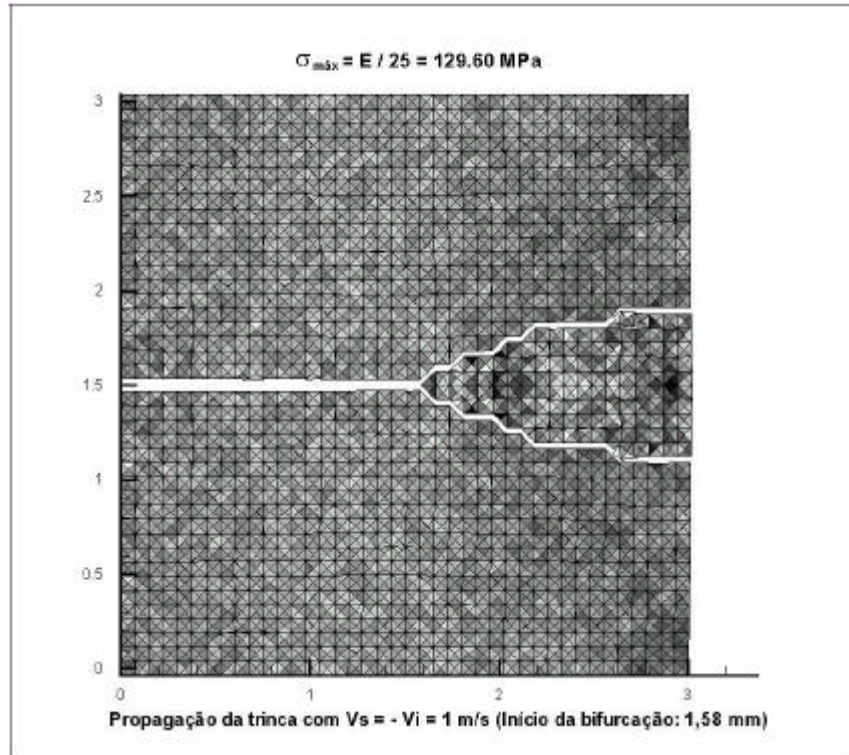 σmáx = E / 25 = 129.60 MPa
3
2.5
2
1.5
1
0.5
0
0 1 2 3
Propagação da trinca com Vs = - Vi = 1 m/s (Início da bifurcação: 1,58 mm)